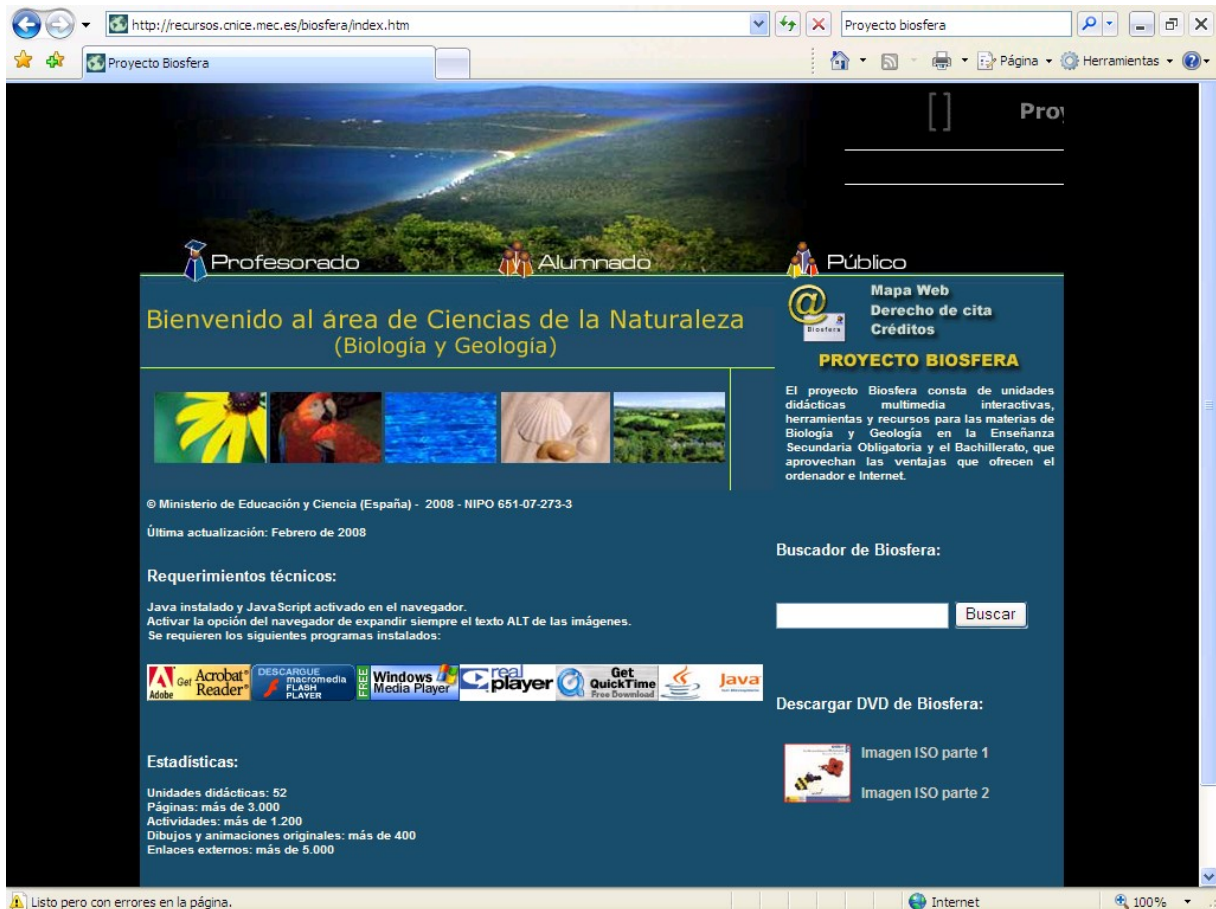 http://recursos.cnice.mec.es/biosfera/index.htm
Proyecto biosfera
Proyecto Biosfera
Página
Herramientas
[ ] Proy
Profesorado
Alumnado
Público
Bienvenido al área de Ciencias de la Naturaleza
(Biología y Geología)
© Ministerio de Educación y Ciencia (España) - 2008 - NIPO 651-07-273-3
Última actualización: Febrero de 2008
Requerimientos técnicos:
Java instalado y JavaScript activado en el navegador.
Activar la opción del navegador de expandir siempre el texto ALT de las imágenes.
Se requieren los siguientes programas instalados:
Adobe
Get Acrobat®
Reader®
DESCARGUE
macromedia
FLASH
PLAYER
FREE
Windows
Media Player
real
player
Get
QuickTime
Free Download
Java
Estadísticas:
Unidades didácticas: 52
Páginas: más de 3.000
Actividades: más de 1.200
Dibujos y animaciones originales: más de 400
Enlaces externos: más de 5.000
@
Biosfera
Mapa Web
Derecho de cita
Créditos
PROYECTO BIOSFERA
El proyecto Biosfera consta de unidades
didácticas multimedia interactivas,
herramientas y recursos para las materias de
Biología y Geología en la Enseñanza
Secundaria Obligatoria y el Bachillerato, que
aprovechan las ventajas que ofrecen el
ordenador e Internet.
Buscador de Biosfera:
Buscar
Descargar DVD de Biosfera:
Imagen ISO parte 1
Imagen ISO parte 2
Listo pero con errores en la página.
Internet
100%